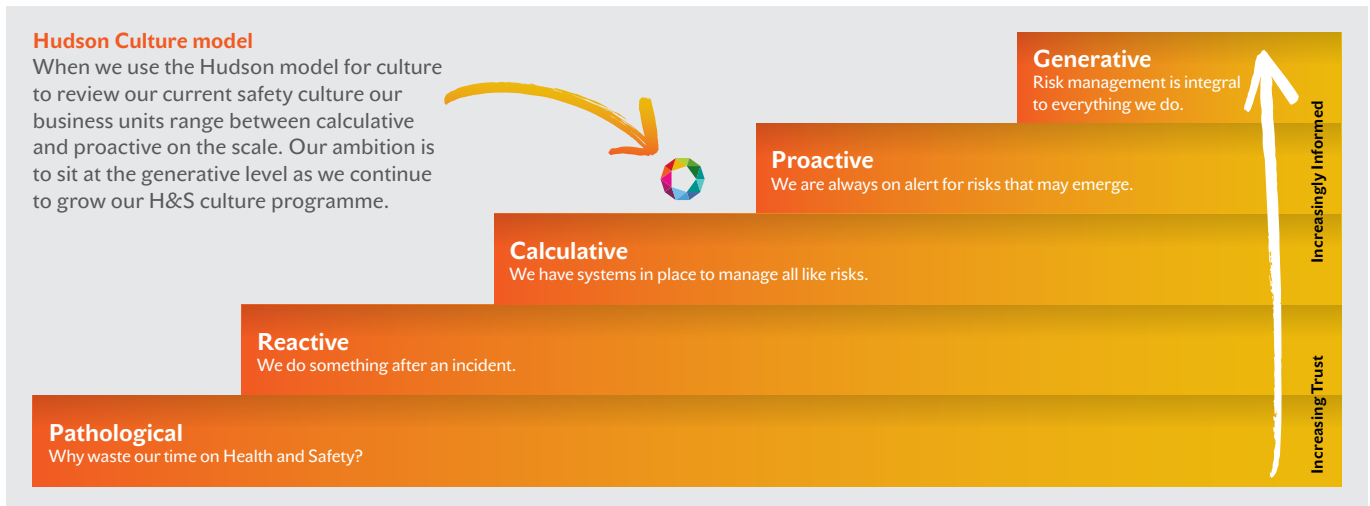 Hudson Culture model
When we use the Hudson model for culture
to review our current safety culture our
business units range between calculative
and proactive on the scale. Our ambition is
to sit at the generative level as we continue
to grow our H&S culture programme.
Generative
Risk management is integral
to everything we do.
Proactive
We are always on alert for risks that may emerge.
Calculative
We have systems in place to manage all like risks.
Reactive
We do something after an incident.
Pathological
Why waste our time on Health and Safety?
Increasingly Informed
Increasing Trust